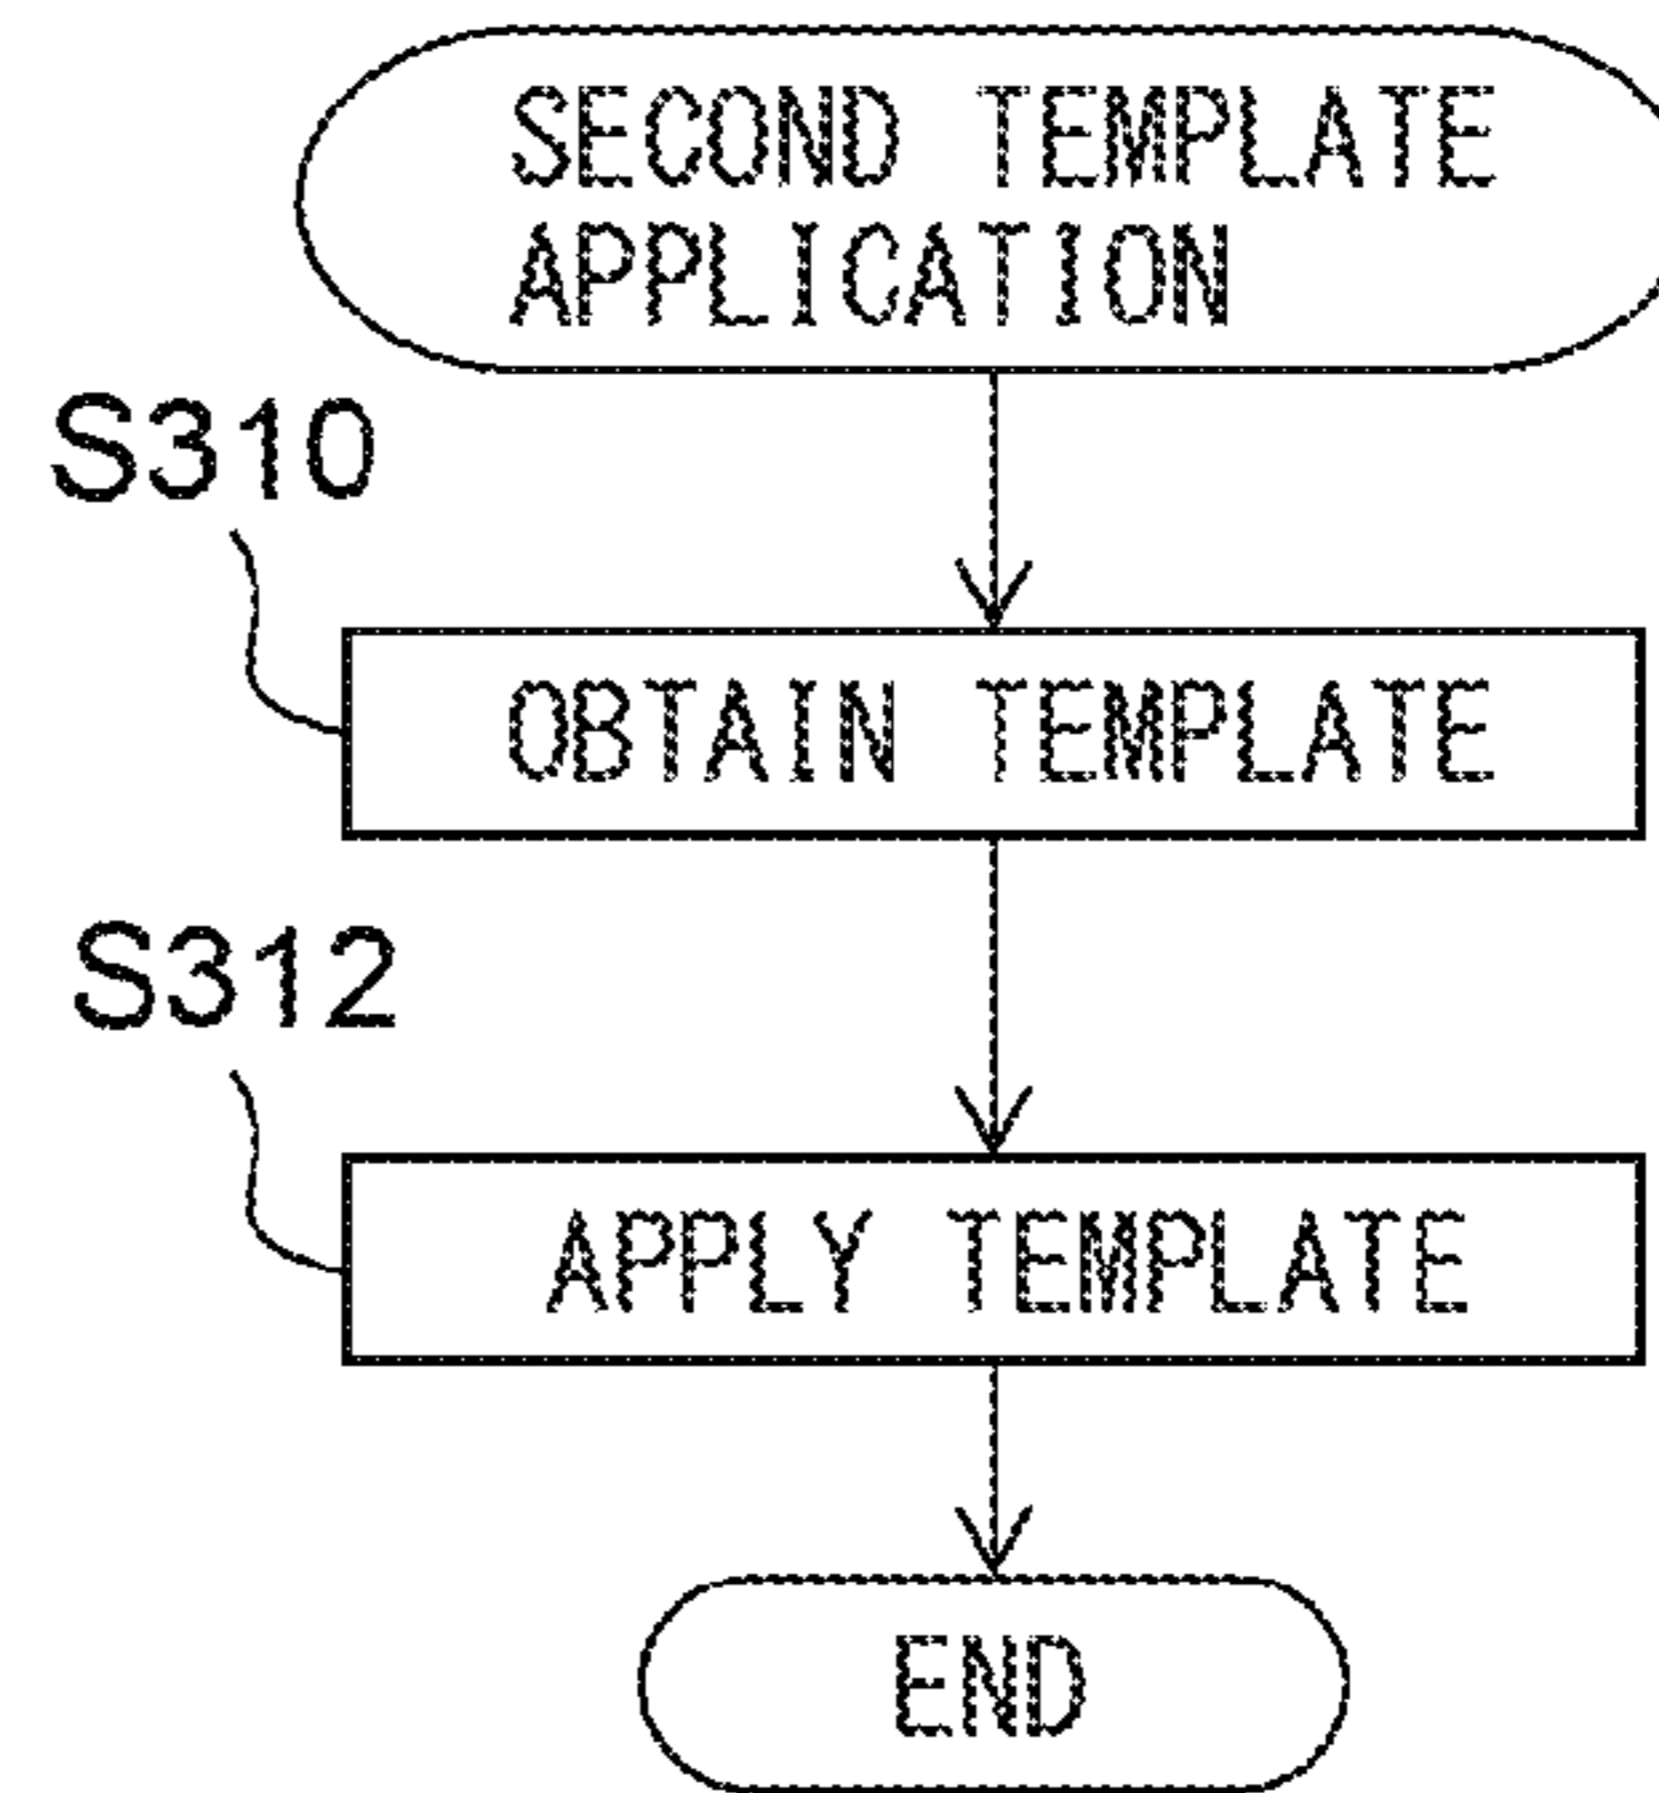 SECOND TEMPLATE
APPLICATION
S310
OBTAIN TEMPLATE
S312
APPLY TEMPLATE
END